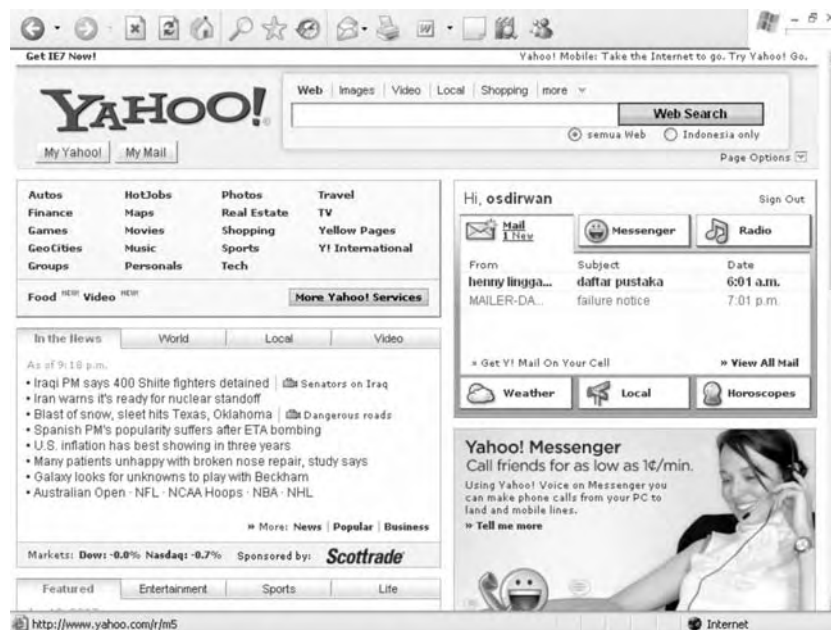 Get IE7 Now!
Yahoo! Mobile: Take the Internet to go. Try Yahoo! Go.
YAHOO!
Web | Images | Video | Local | Shopping | more
Web Search
semua Web Indonesia only
My Yahoo! My Mail
Page Options
Autos HotJobs Photos Travel
Finance Maps Real Estate TV
Games Movies Shopping Yellow Pages
GeoCities Music Sports Y! International
Groups Personals Tech
Food NEW! Video NEW!
More Yahoo! Services
Hi, osdirwan Sign Out
Mail
1 New
Messenger Radio
From Subject Date
henny lingga... daftar pustaka 6:01 a.m.
MAILER-DA... failure notice 7:01 p.m.
» Get Y! Mail On Your Cell » View All Mail
Weather Local Horoscopes
In the News World Local Video
As of 9:18 p.m.
• Iraqi PM says 400 Shiite fighters detained | Senators on Iraq
• Iran warns it's ready for nuclear standoff
• Blast of snow, sleet hits Texas, Oklahoma | Dangerous roads
• Spanish PM's popularity suffers after ETA bombing
• U.S. inflation has best showing in three years
• Many patients unhappy with broken nose repair, study says
• Galaxy looks for unknowns to play with Beckham
• Australian Open · NFL · NCAA Hoops · NBA · NHL
» More: News | Popular | Business
Markets: Dow: -0.0% Nasdaq: -0.7% Sponsored by: Scottrade
Yahoo! Messenger
Call friends for as low as 1¢/min.
Using Yahoo! Voice on Messenger you
can make phone calls from your PC to
land and mobile lines.
» Tell me more
Featured Entertainment Sports Life
http://www.yahoo.com/r/m5
Internet